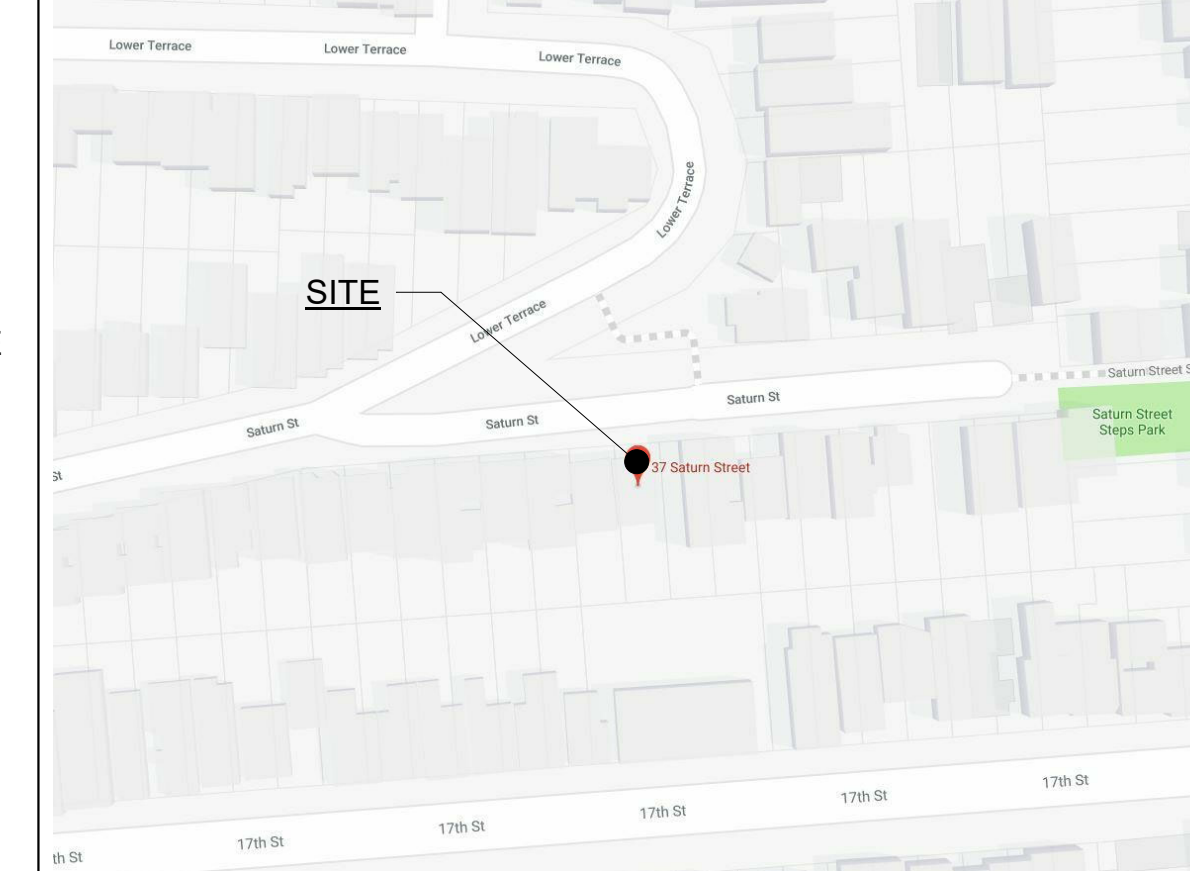 Lower Terrace
Lower Terrace
Lower Terrace
Lower Terrace
SITE
Lower Terrace
Saturn Street S
Saturn St
Saturn St
Saturn St
Saturn Street
Steps Park
37 Saturn Street
St
17th St
17th St
17th St
17th St
17th St
th St